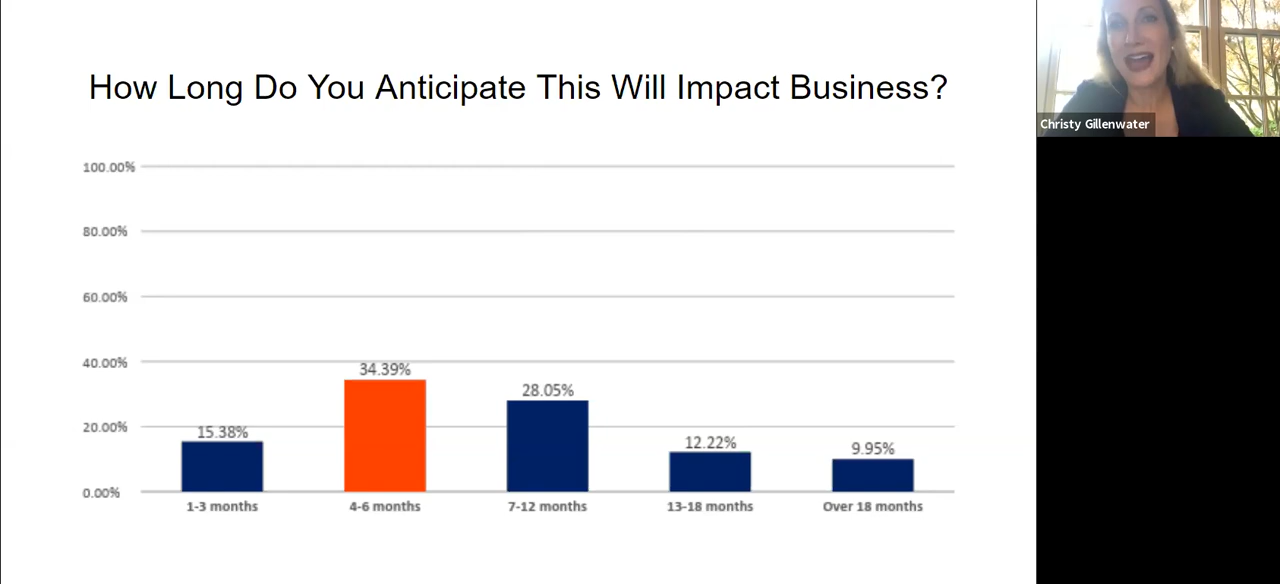 How Long Do You Anticipate This Will Impact Business?
Christy Gillenwater
100.00%
80.00%
60.00%
40.00%
20.00%
0.00%
15.38%
34.39%
28.05%
12.22%
9.95%
1-3 months
4-6 months
7-12 months
13-18 months
Over 18 months